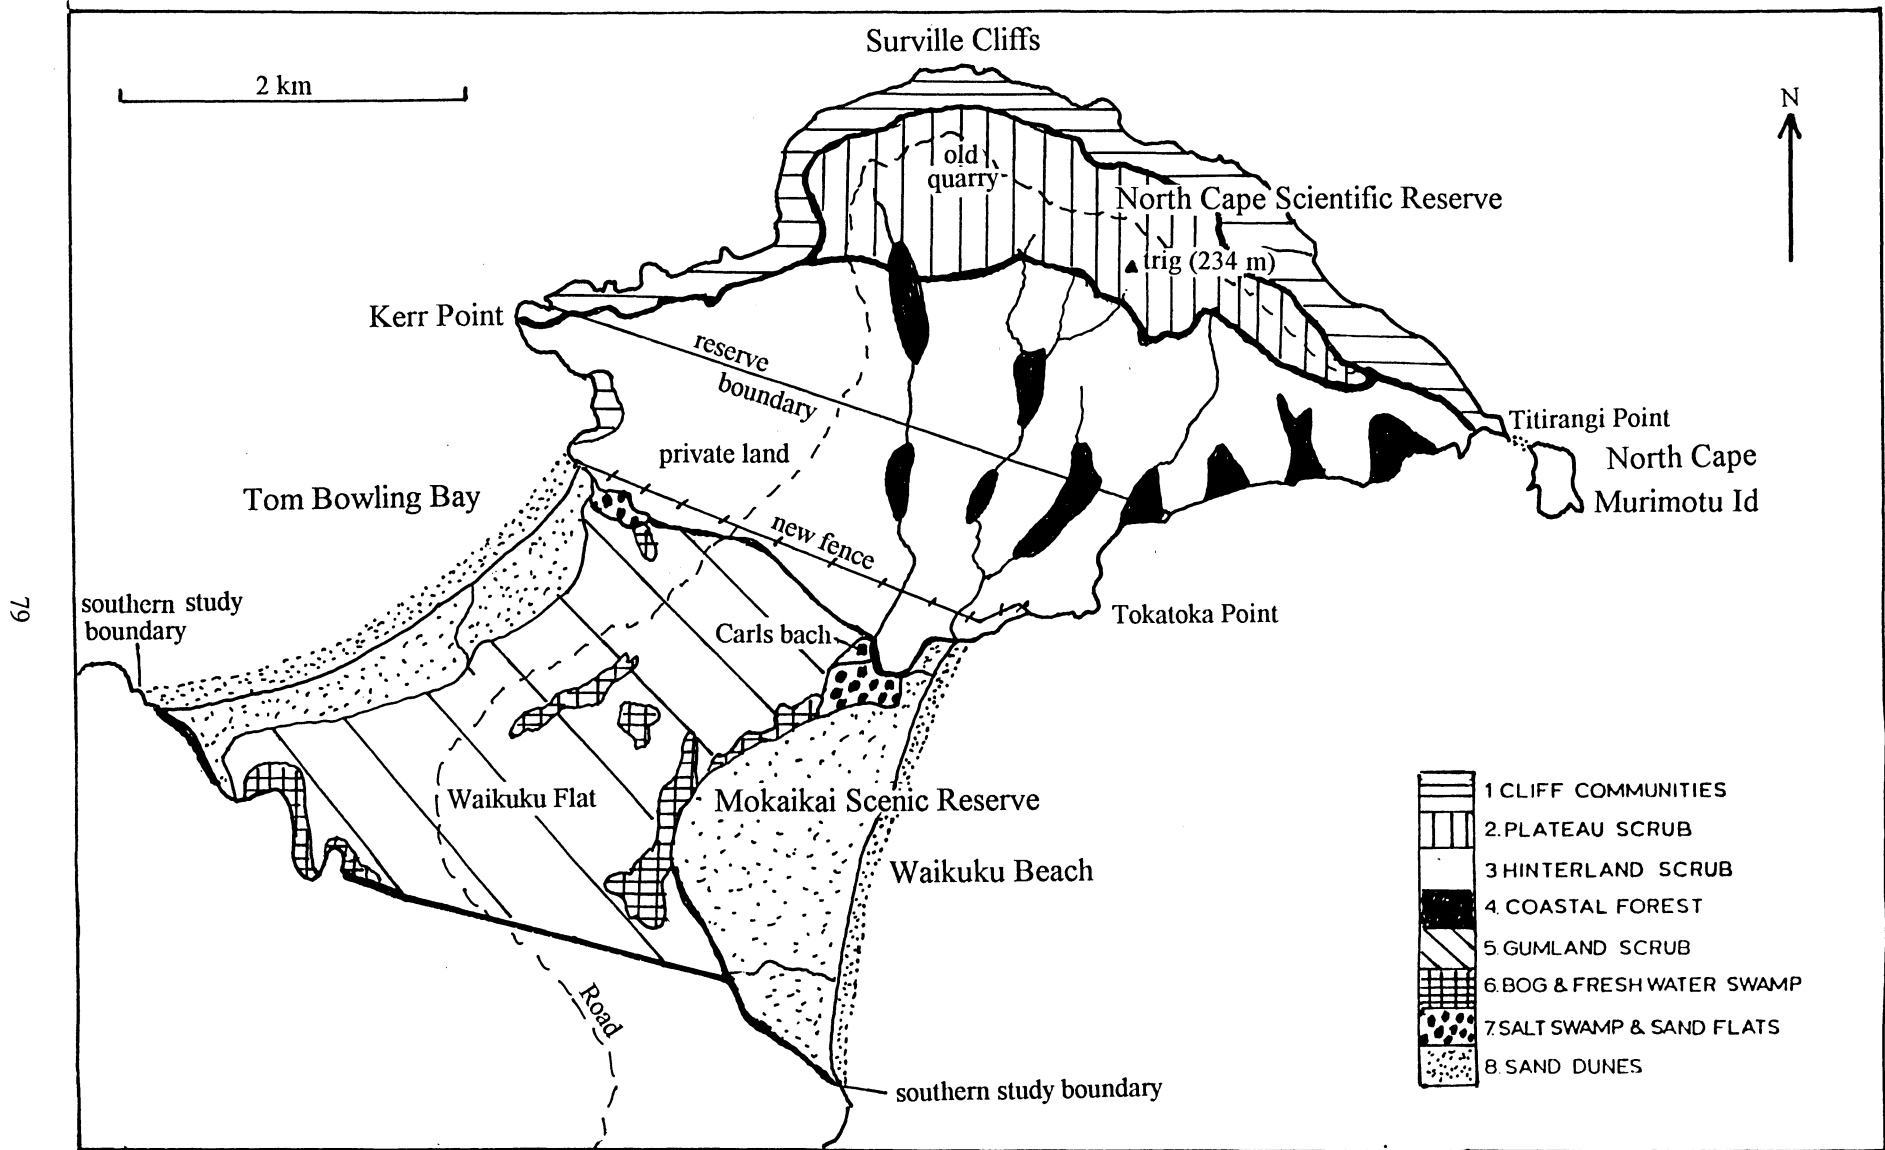 Surville Cliffs
2 km
N
old
quarry
North Cape Scientific Reserve
trig (234 m)
Kerr Point
reserve
boundary
Titirangi Point
private land
North Cape
Tom Bowling Bay
Murimotu Id
new fence
79
southern study
boundary
Tokatoka Point
Carls bach
Waikuku Flat
Mokaikai Scenic Reserve
Waikuku Beach
Road
southern study boundary
1 CLIFF COMMUNITIES
2. PLATEAU SCRUB
3 HINTERLAND SCRUB
4. COASTAL FOREST
5. GUMLAND SCRUB
6. BOG & FRESH WATER SWAMP
7. SALT SWAMP & SAND FLATS
8. SAND DUNES